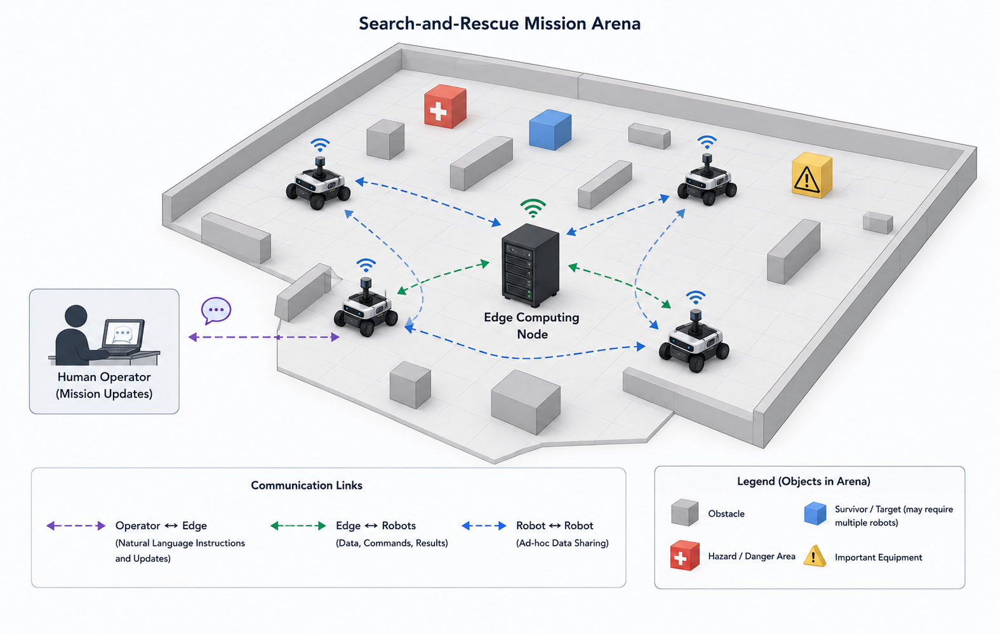 Search-and-Rescue Mission Arena
Edge Computing
Node
Human Operator
(Mission Updates)
Communication Links
Operator ↔ Edge
(Natural Language Instructions
and Updates)
Edge ↔ Robots
(Data, Commands, Results)
Robot ↔ Robot
(Ad-hoc Data Sharing)
Legend (Objects in Arena)
Obstacle
Survivor / Target (may require
multiple robots)
Hazard / Danger Area
Important Equipment